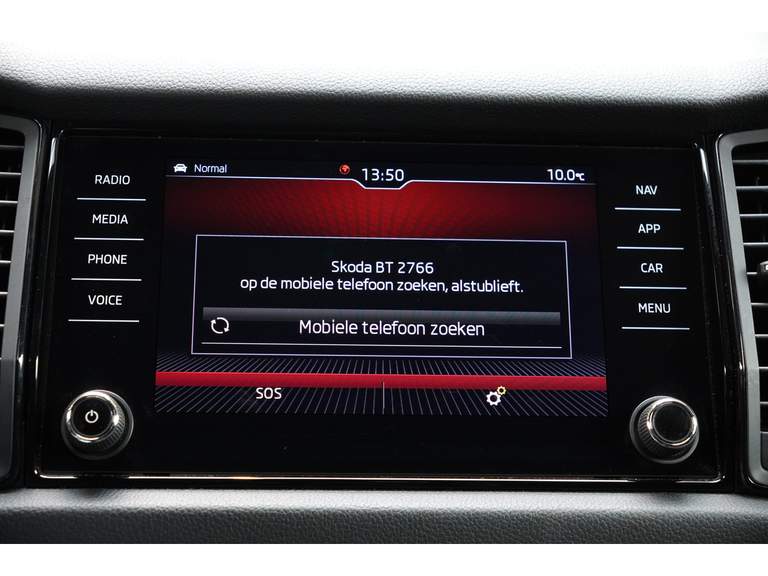 RADIO
MEDIA
PHONE
VOICE
Normal
13:50
10.0°C
Skoda BT 2766
op de mobiele telefoon zoeken, alstublieft.
Mobiele telefoon zoeken
SOS
NAV
APP
CAR
MENU